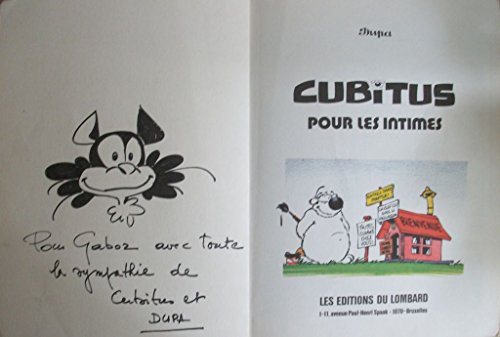 Pour Gaboz avec toute
la sympathie de
Cubitus et
DUPA
Dupa
CUBiTUS
POUR LES INTIMES
BIENVENUE
LES EDITIONS DU LOMBARD
1-11, avenue Paul-Henri Spaak - 1070 - Bruxelles